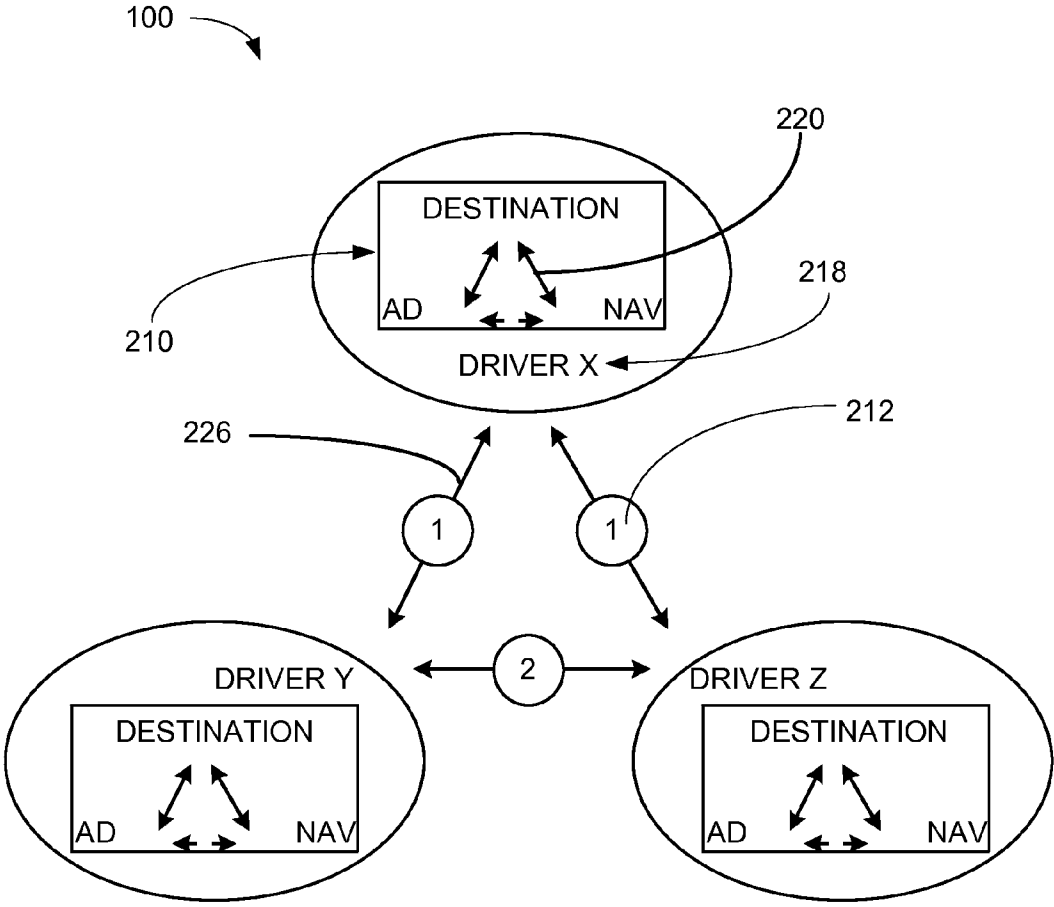 100
220
DESTINATION
218
AD NAV
210
DRIVER X
212
226
1 1
2
DRIVER Y DRIVER Z
DESTINATION DESTINATION
AD NAV AD NAV